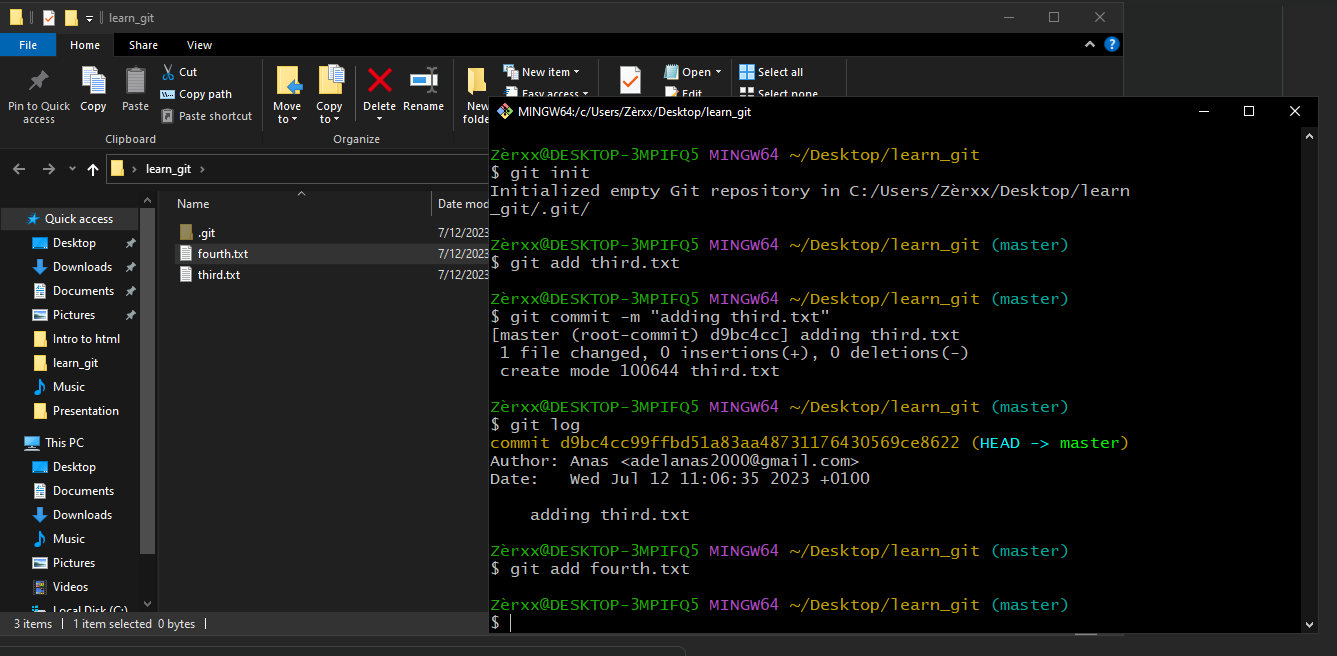 learn_git
File Home Share View
Pin to Quick access
Copy
Paste
Cut
Copy path
Paste shortcut
Clipboard
Move to
Copy to
Delete
Rename
Organize
New folde
New item
Easy access
Open
Edit
Select all
Select none
learn_git
Name Date mod
.git 7/12/2023
fourth.txt 7/12/2023
third.txt 7/12/2023
Quick access
Desktop
Downloads
Documents
Pictures
Intro to html
learn_git
Music
Presentation
This PC
Desktop
Documents
Downloads
Music
Pictures
Videos
Local Disk (C:)
3 items 1 item selected 0 bytes
MINGW64:/c/Users/Zèrxx/Desktop/learn_git
Zèrxx@DESKTOP-3MPIFQ5 MINGW64 ~/Desktop/learn_git
$ git init
Initialized empty Git repository in C:/Users/Zèrxx/Desktop/learn
_git/.git/
Zèrxx@DESKTOP-3MPIFQ5 MINGW64 ~/Desktop/learn_git (master)
$ git add third.txt
Zèrxx@DESKTOP-3MPIFQ5 MINGW64 ~/Desktop/learn_git (master)
$ git commit -m "adding third.txt"
[master (root-commit) d9bc4cc] adding third.txt
1 file changed, 0 insertions(+), 0 deletions(-)
create mode 100644 third.txt
Zèrxx@DESKTOP-3MPIFQ5 MINGW64 ~/Desktop/learn_git (master)
$ git log
commit d9bc4cc99ffbd51a83aa48731176430569ce8622 (HEAD -> master)
Author: Anas <adelanas2000@gmail.com>
Date: Wed Jul 12 11:06:35 2023 +0100
adding third.txt
Zèrxx@DESKTOP-3MPIFQ5 MINGW64 ~/Desktop/learn_git (master)
$ git add fourth.txt
Zèrxx@DESKTOP-3MPIFQ5 MINGW64 ~/Desktop/learn_git (master)
$